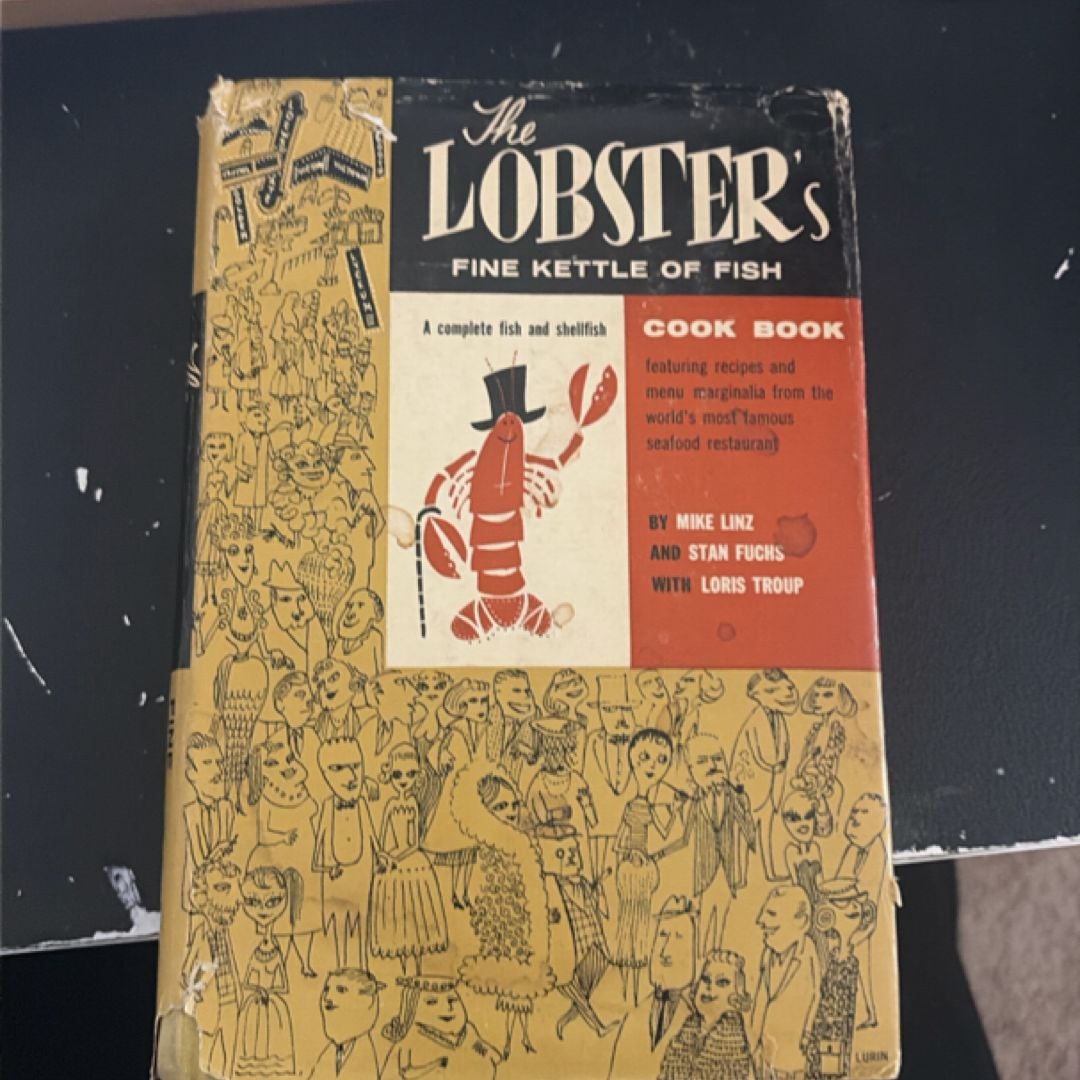 The
LOBSTER's
FINE KETTLE OF FISH
A complete fish and shellfish
COOK BOOK
featuring recipes and
menu marginalia from the
world's most famous
seafood restaurant
BY MIKE LINZ
AND STAN FUCHS
WITH LORIS TROUP
LYCEUM
LURIN